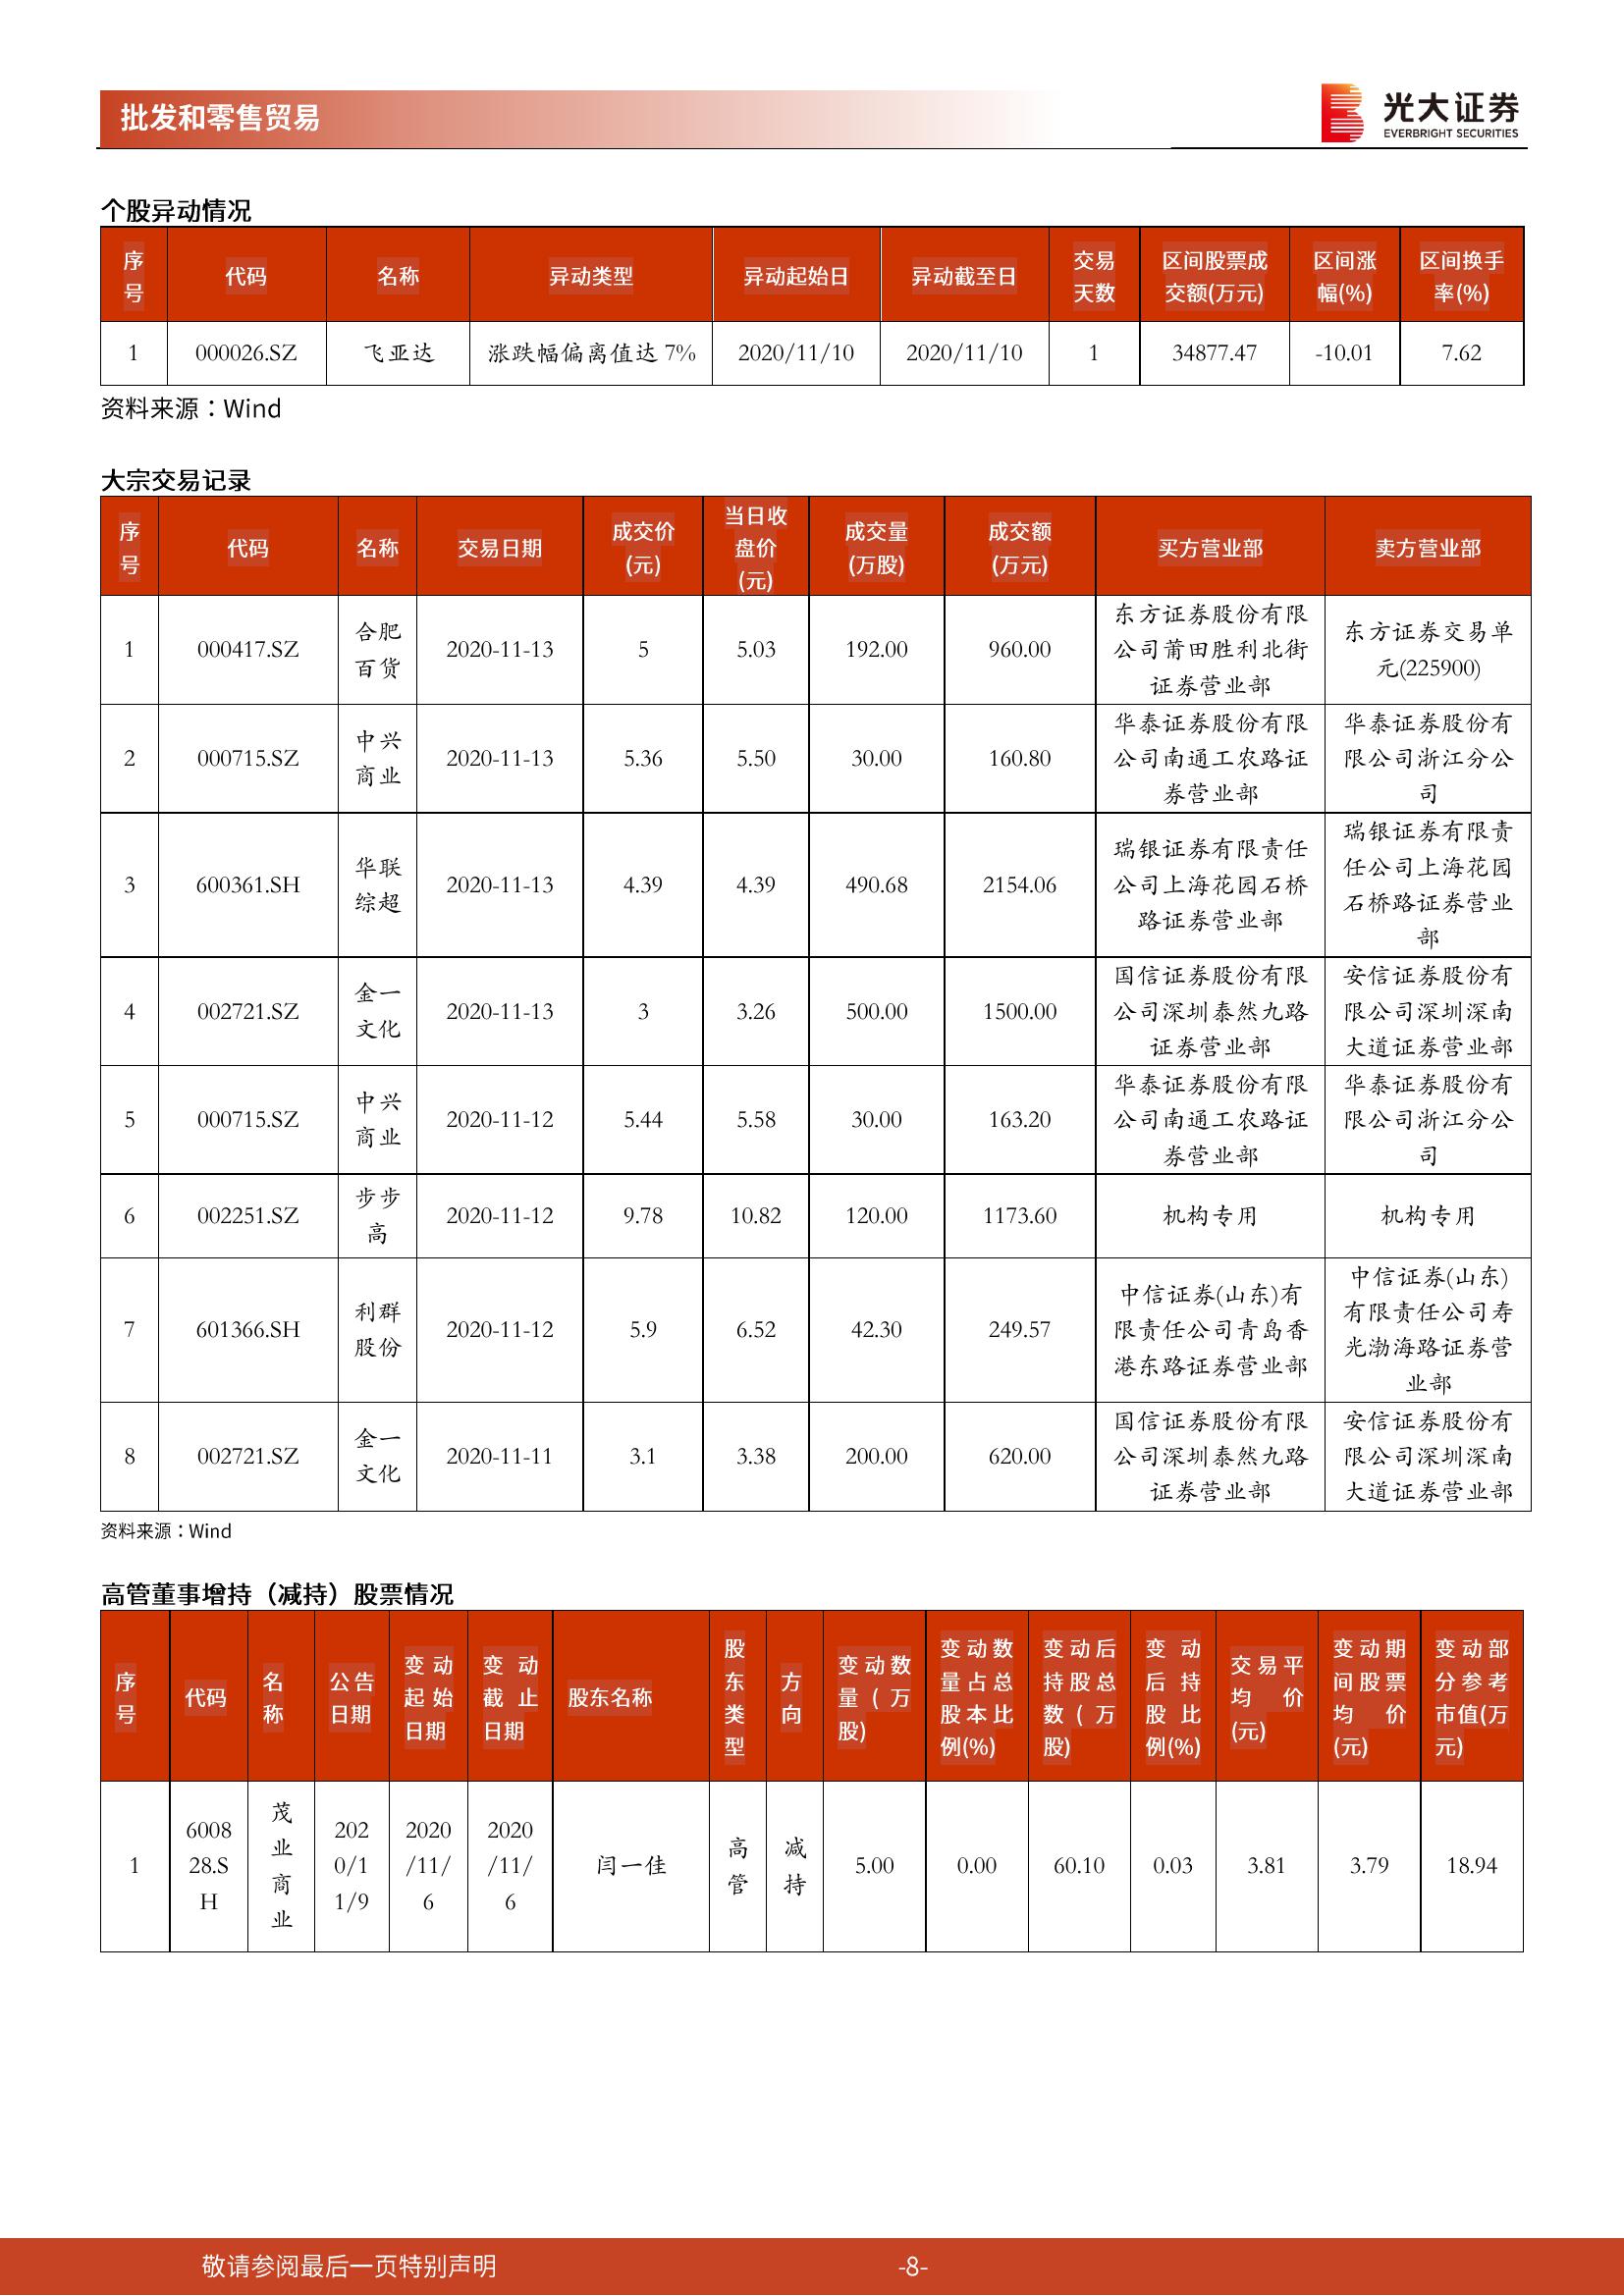 批发和零售贸易
光大证券
EVERBRIGHT SECURITIES
个股异动情况
序号 代码 名称 异动类型 异动起始日 异动截至日 交易天数 区间股票成交额(万元) 区间涨幅(%) 区间换手率(%)
1 000026.SZ 飞亚达 涨跌幅偏离值达 7% 2020/11/10 2020/11/10 1 34877.47 -10.01 7.62
资料来源：Wind
大宗交易记录
序号 代码 名称 交易日期 成交价(元) 当日收盘价(元) 成交量(万股) 成交额(万元) 买方营业部 卖方营业部
1 000417.SZ 合肥百货 2020-11-13 5 5.03 192.00 960.00 东方证券股份有限公司莆田胜利北街证券营业部 东方证券交易单元(225900)
2 000715.SZ 中兴商业 2020-11-13 5.36 5.50 30.00 160.80 华泰证券股份有限公司南通工农路证券营业部 华泰证券股份有限公司浙江分公司
3 600361.SH 华联综超 2020-11-13 4.39 4.39 490.68 2154.06 瑞银证券有限责任公司上海花园石桥路证券营业部 瑞银证券有限责任公司上海花园石桥路证券营业部
4 002721.SZ 金一文化 2020-11-13 3 3.26 500.00 1500.00 国信证券股份有限公司深圳泰然九路证券营业部 安信证券股份有限公司深圳深南大道证券营业部
5 000715.SZ 中兴商业 2020-11-12 5.44 5.58 30.00 163.20 华泰证券股份有限公司南通工农路证券营业部 华泰证券股份有限公司浙江分公司
6 002251.SZ 步步高 2020-11-12 9.78 10.82 120.00 1173.60 机构专用 机构专用
7 601366.SH 利群股份 2020-11-12 5.9 6.52 42.30 249.57 中信证券(山东)有限责任公司青岛香港东路证券营业部 中信证券(山东)有限责任公司寿光渤海路证券营业部
8 002721.SZ 金一文化 2020-11-11 3.1 3.38 200.00 620.00 国信证券股份有限公司深圳泰然九路证券营业部 安信证券股份有限公司深圳深南大道证券营业部
资料来源：Wind
高管董事增持（减持）股票情况
序号 代码 名称 公告日期 变动起始日期 变动截止日期 股东名称 股东类型 方向 变动数量(万股) 变动数量占总股本比例(%) 变动后持股总数(万股) 变动后持股比例(%) 交易平均价(元) 变动期间股票均价(元) 变动部分参考市值(万元)
1 600828.SH 茂业商业 2020/11/9 2020/11/6 2020/11/6 闫一佳 高管 减持 5.00 0.00 60.10 0.03 3.81 3.79 18.94
敬请参阅最后一页特别声明
-8-